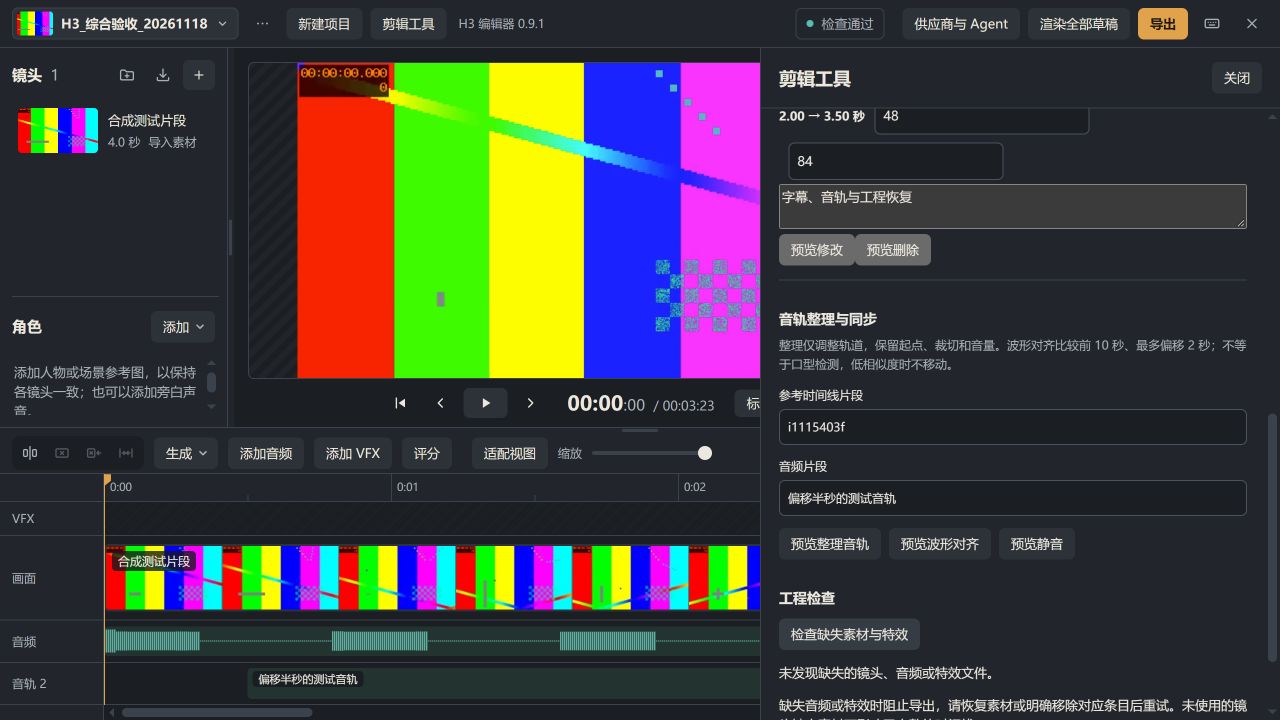 H3_综合验收_20261118
新建项目
剪辑工具
H3 编辑器 0.9.1
检查通过
供应商与 Agent
渲染全部草稿
导出
镜头 1
合成测试片段
4.0 秒 导入素材
角色
添加
添加人物或场景参考图，以保持
各镜头一致；也可以添加旁白声
音。
00:00:00.000
0
00:00:00 / 00:03:23
标
剪辑工具
关闭
2.00 → 3.50 秒
48
84
字幕、音轨与工程恢复
预览修改
预览删除
音轨整理与同步
整理仅调整轨道，保留起点、裁切和音量。波形对齐比较前 10 秒、最多偏移 2 秒；不等
于口型检测，低相似度时不移动。
参考时间线片段
i1115403f
音频片段
偏移半秒的测试音轨
预览整理音轨
预览波形对齐
预览静音
工程检查
检查缺失素材与特效
未发现缺失的镜头、音频或特效文件。
缺失音频或特效时阻止导出，请恢复素材或明确移除对应条目后重试。未使用的镜
生成
添加音频
添加 VFX
评分
适配视图
缩放
0:00
0:01
0:02
VFX
画面
合成测试片段
音频
音轨 2
偏移半秒的测试音轨